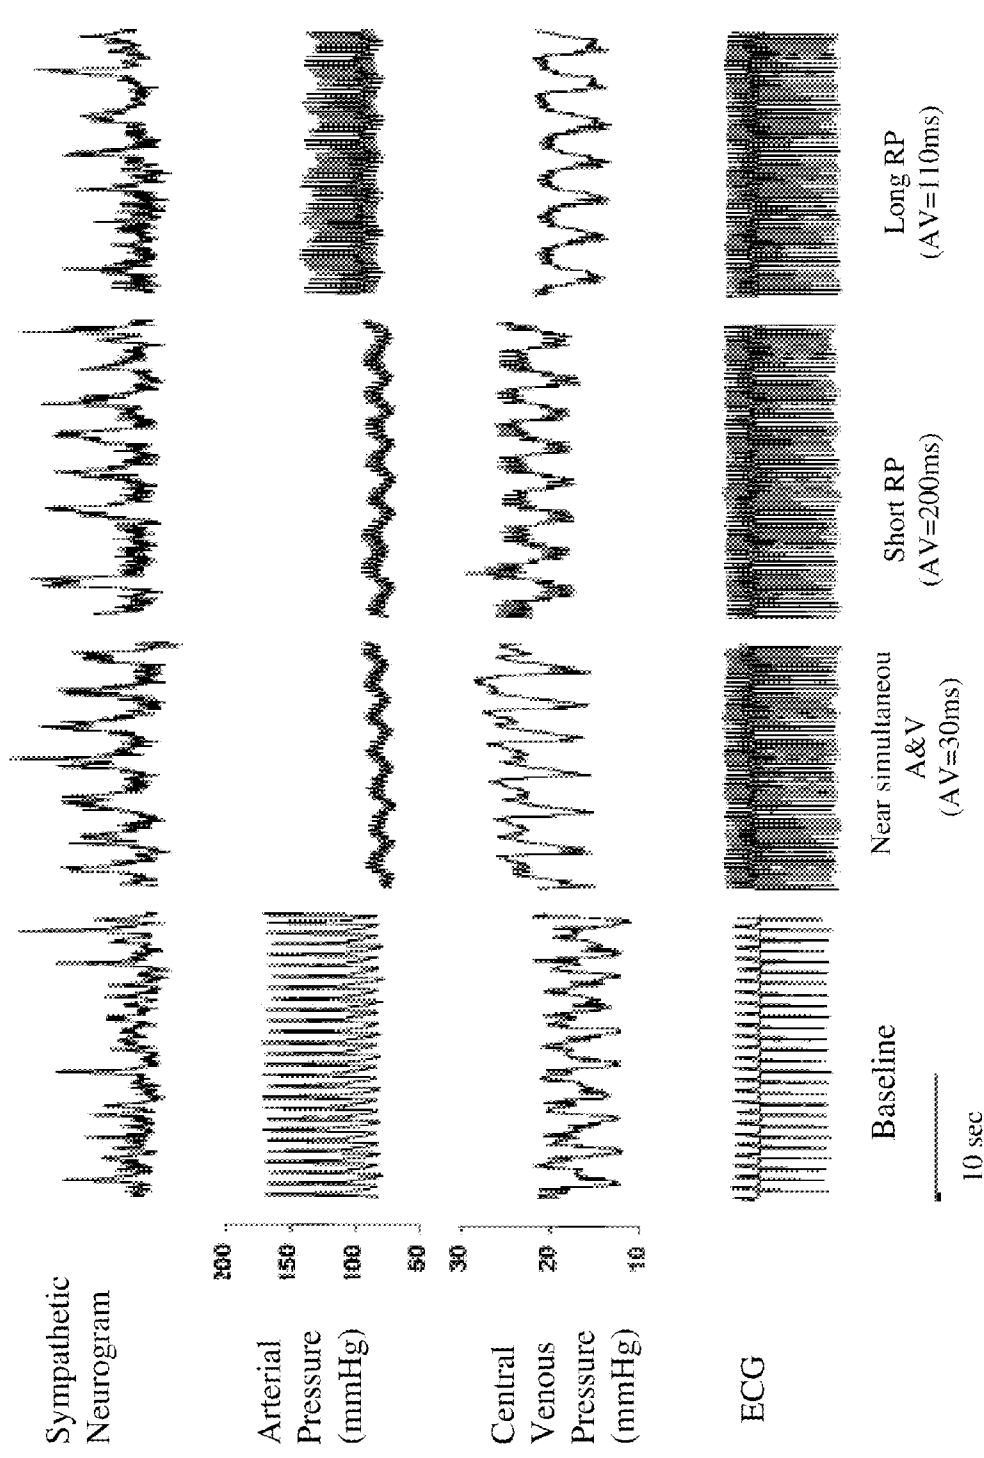 Sympathetic
Neurogram
Arterial
Pressure
(mmHg)
200
150
100
50
Central
Venous
Pressure
(mmHg)
30
20
10
ECG
Baseline
Near simultaneou
A&V
(AV=30ms)
Short RP
(AV=200ms)
Long RP
(AV=110ms)
10 sec